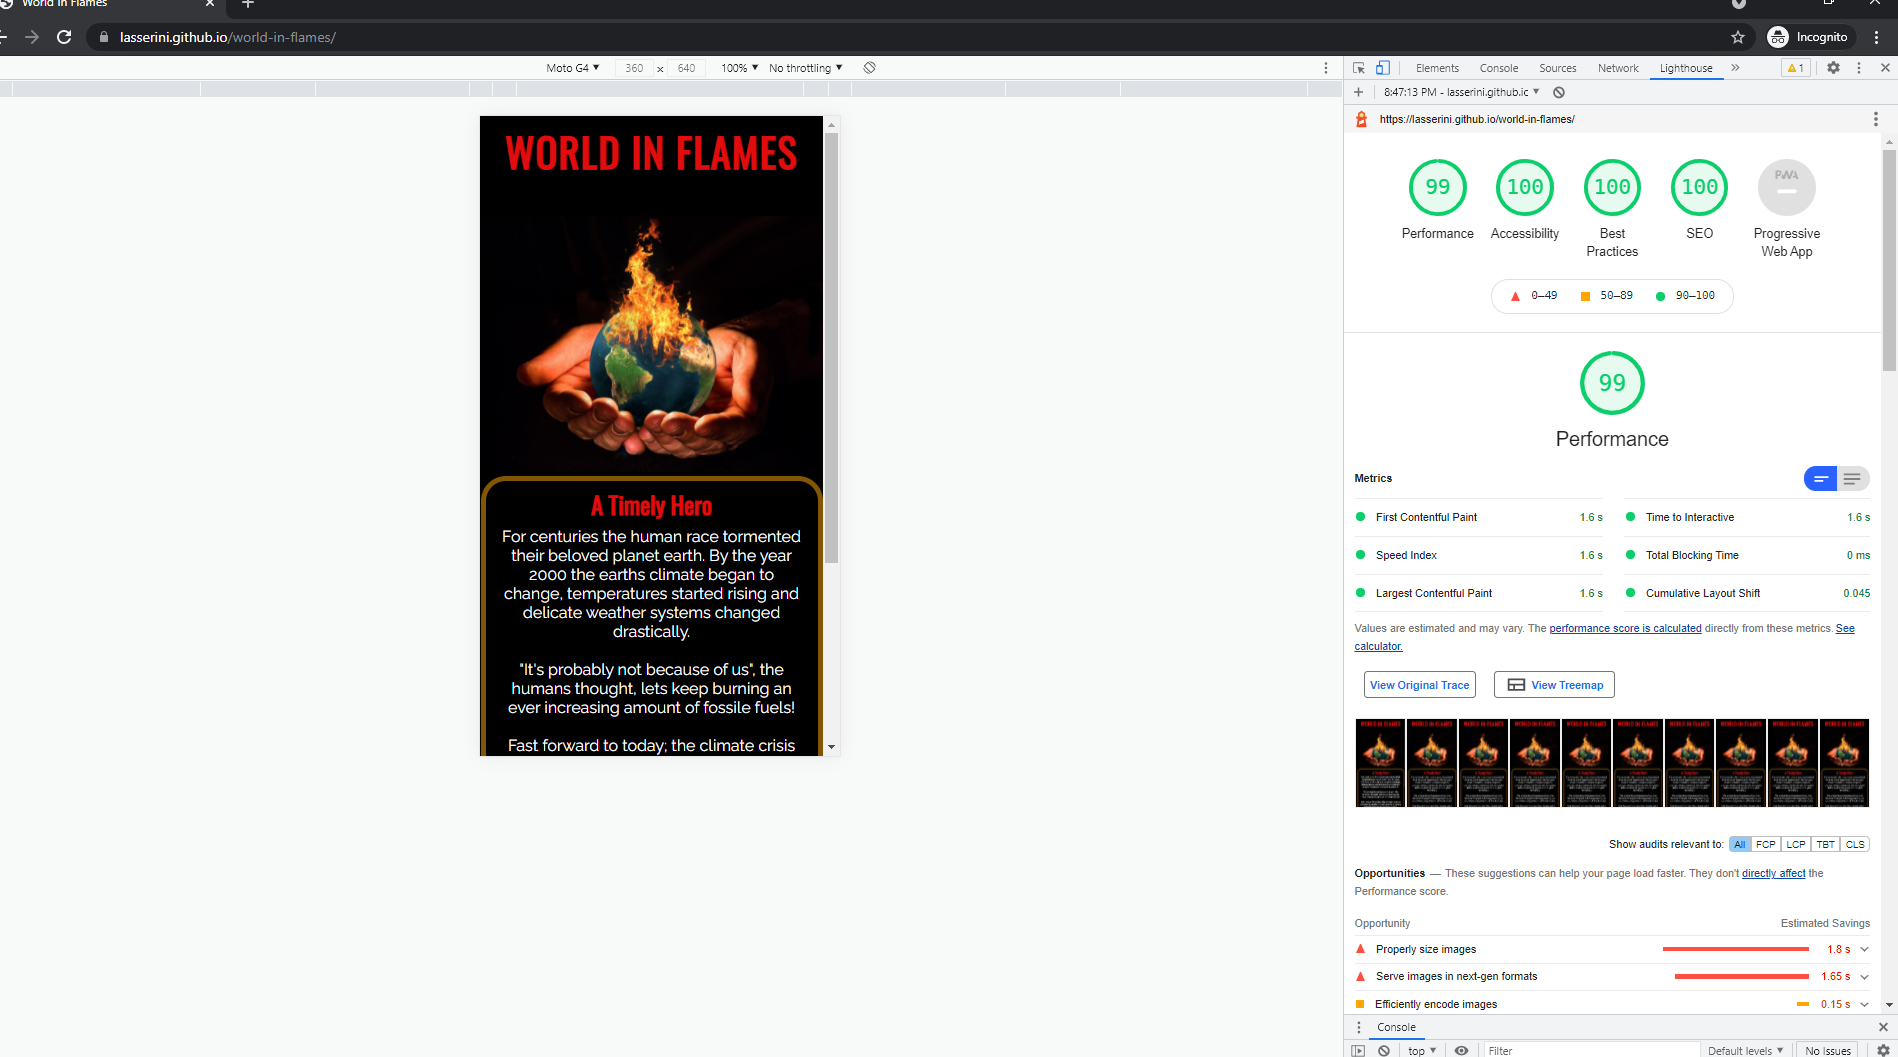 World In Flames
lasserini.github.io/world-in-flames/
Incognito
Moto G4 360 x 640 100% No throttling
Elements Console Sources Network Lighthouse 1
8:47:13 PM - lasserini.github.ic
https://lasserini.github.io/world-in-flames/
WORLD IN FLAMES
A Timely Hero
For centuries the human race tormented
their beloved planet earth. By the year
2000 the earths climate began to
change, temperatures started rising and
delicate weather systems changed
drastically.
"It's probably not because of us", the
humans thought, lets keep burning an
ever increasing amount of fossile fuels!
Fast forward to today; the climate crisis
99 100 100 100 PWA
Performance Accessibility Best Practices SEO Progressive Web App
0–49 50–89 90–100
99
Performance
Metrics
First Contentful Paint 1.6 s Time to Interactive 1.6 s
Speed Index 1.6 s Total Blocking Time 0 ms
Largest Contentful Paint 1.6 s Cumulative Layout Shift 0.045
Values are estimated and may vary. The performance score is calculated directly from these metrics. See
calculator.
View Original Trace View Treemap
Show audits relevant to: All FCP LCP TBT CLS
Opportunities — These suggestions can help your page load faster. They don't directly affect the
Performance score.
Opportunity Estimated Savings
Properly size images 1.8 s
Serve images in next-gen formats 1.65 s
Efficiently encode images 0.15 s
Console
top Filter Default levels No Issues